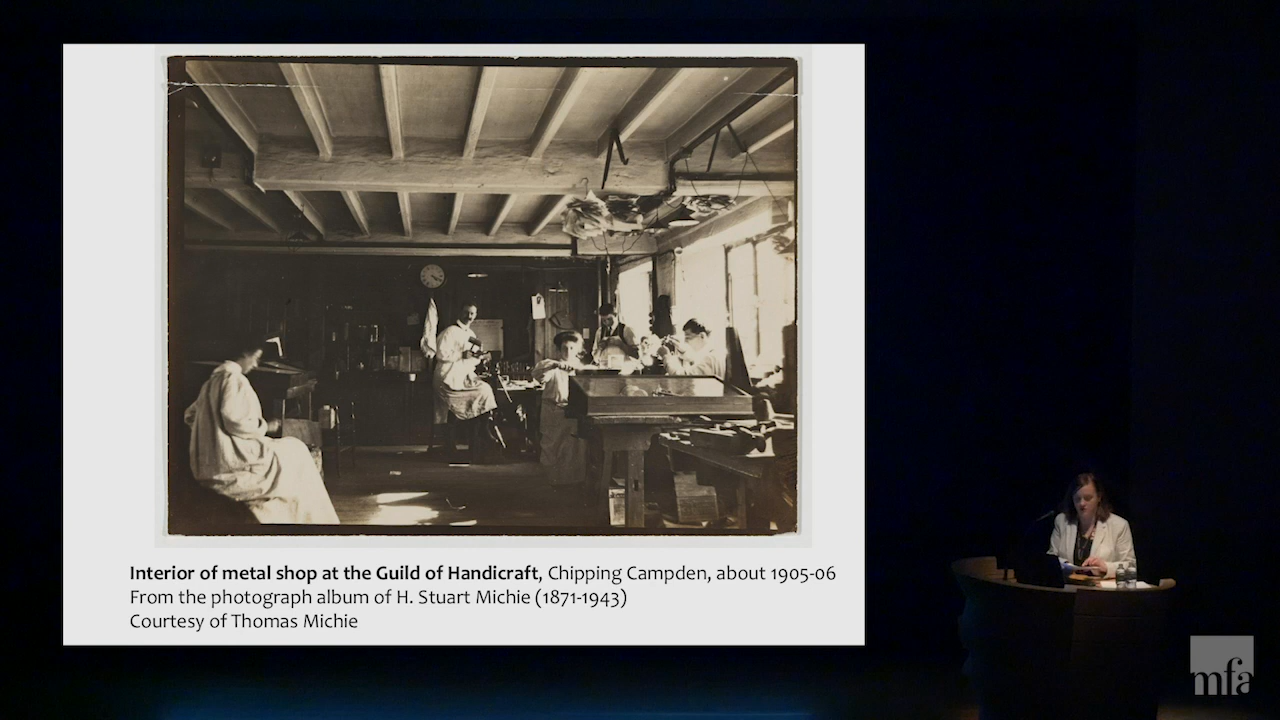 Interior of metal shop at the Guild of Handicraft, Chipping Campden, about 1905-06
From the photograph album of H. Stuart Michie (1871-1943)
Courtesy of Thomas Michie
mfa